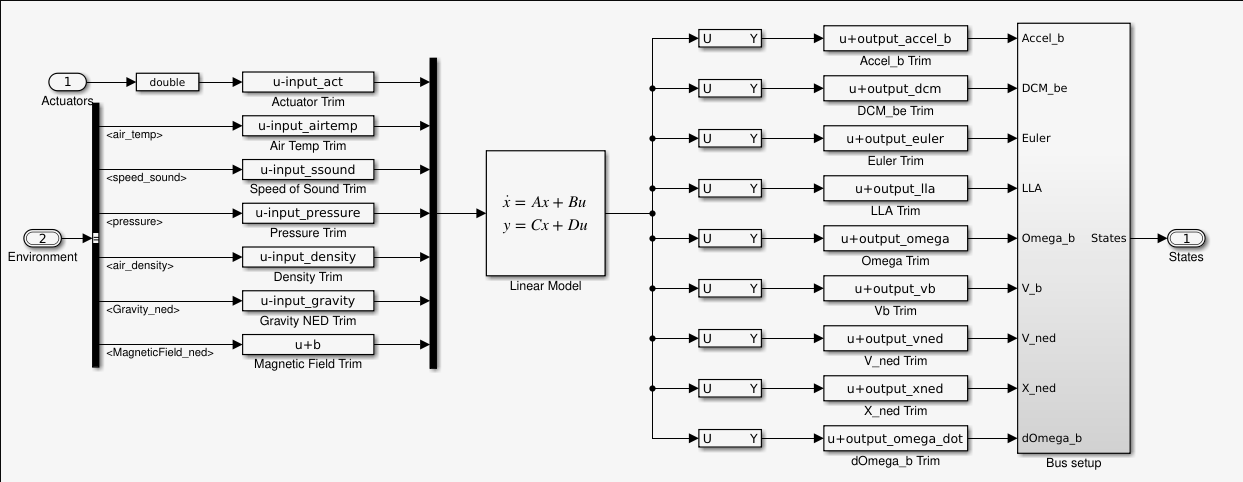 1
Actuators
double
u-input_act
Actuator Trim
<air_temp>
u-input_airtemp
Air Temp Trim
<speed_sound>
u-input_ssound
Speed of Sound Trim
<pressure>
u-input_pressure
Pressure Trim
2
Environment
<air_density>
u-input_density
Density Trim
<Gravity_ned>
u-input_gravity
Gravity NED Trim
<MagneticField_ned>
u+b
Magnetic Field Trim
ẋ = Ax + Bu
y = Cx + Du
Linear Model
U Y
u+output_accel_b
Accel_b Trim
U Y
u+output_dcm
DCM_be Trim
U Y
u+output_euler
Euler Trim
U Y
u+output_lla
LLA Trim
U Y
u+output_omega
Omega Trim
U Y
u+output_vb
Vb Trim
U Y
u+output_vned
V_ned Trim
U Y
u+output_xned
X_ned Trim
U Y
u+output_omega_dot
dOmega_b Trim
Accel_b
DCM_be
Euler
LLA
Omega_b
States
V_b
V_ned
X_ned
dOmega_b
Bus setup
1
States